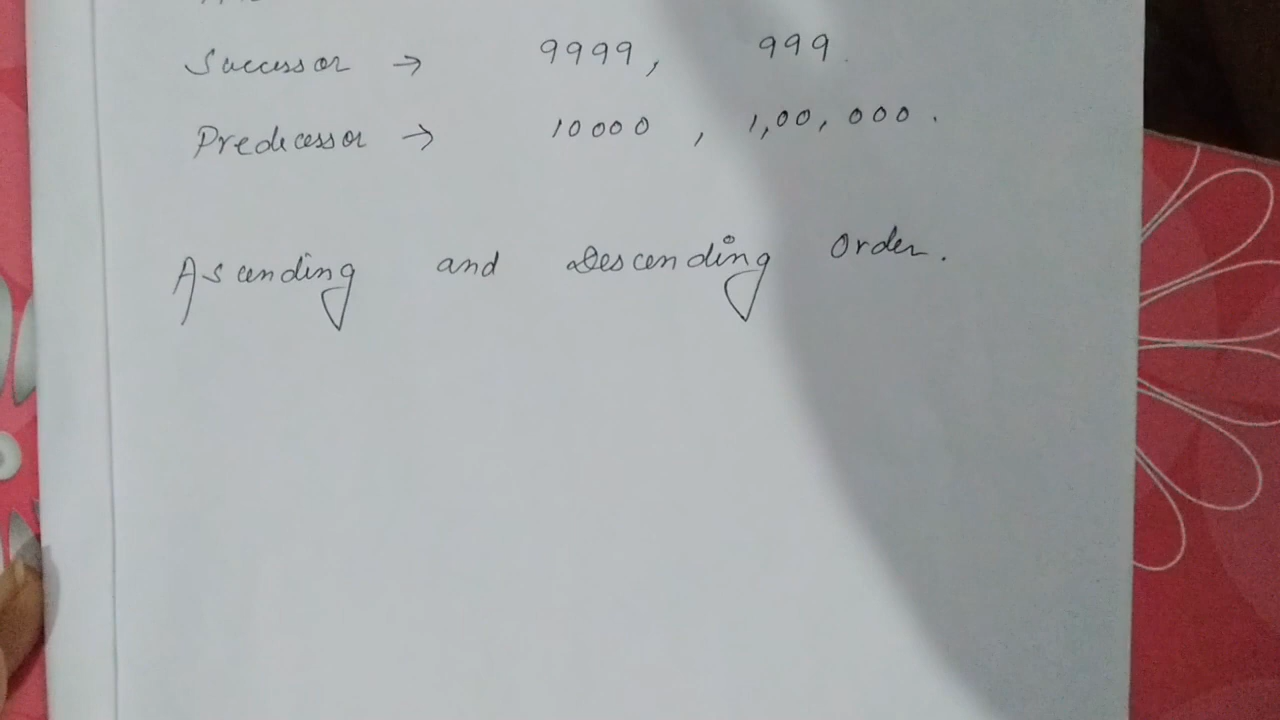 Successor → 9999, 999.
Predecessor → 10000, 1,00,000.
Ascending and Descending Order.